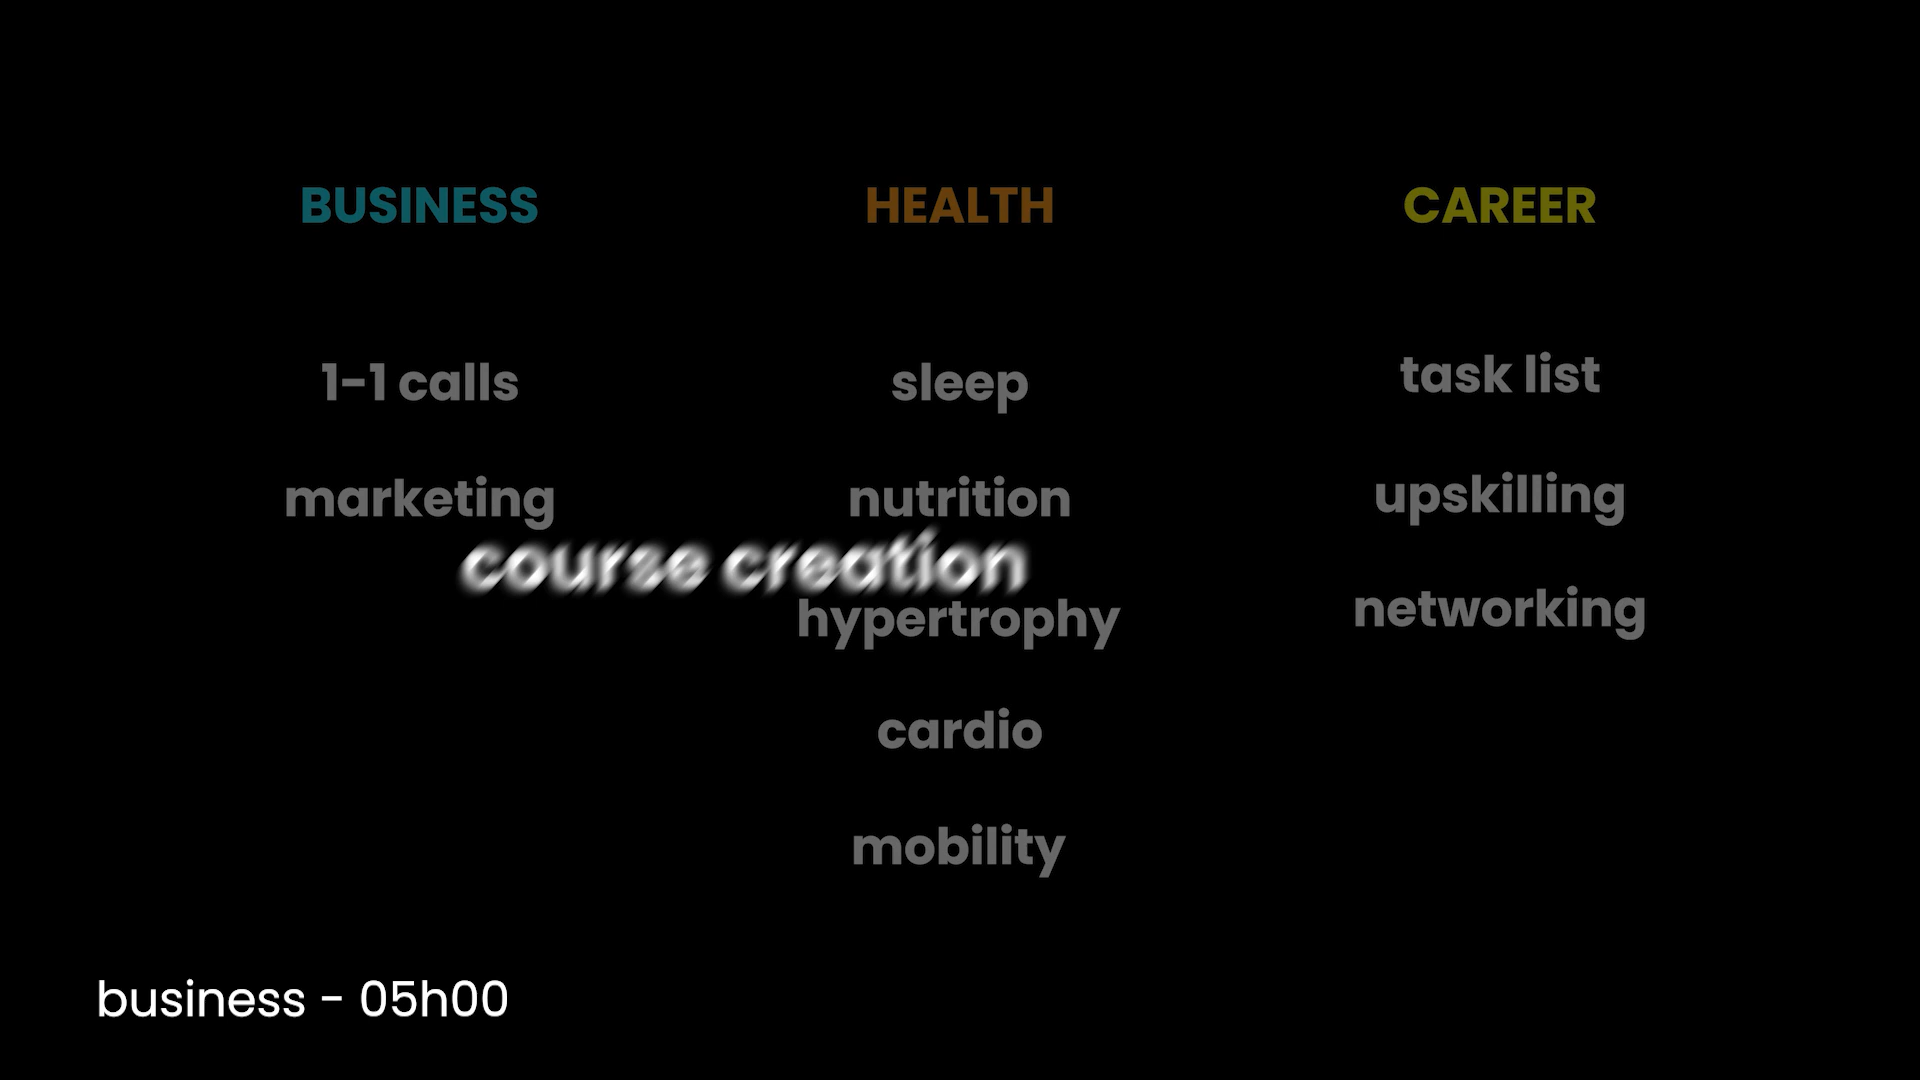 BUSINESS
1-1 calls
marketing
course creation
HEALTH
sleep
nutrition
hypertrophy
cardio
mobility
CAREER
task list
upskilling
networking
business - 05h00